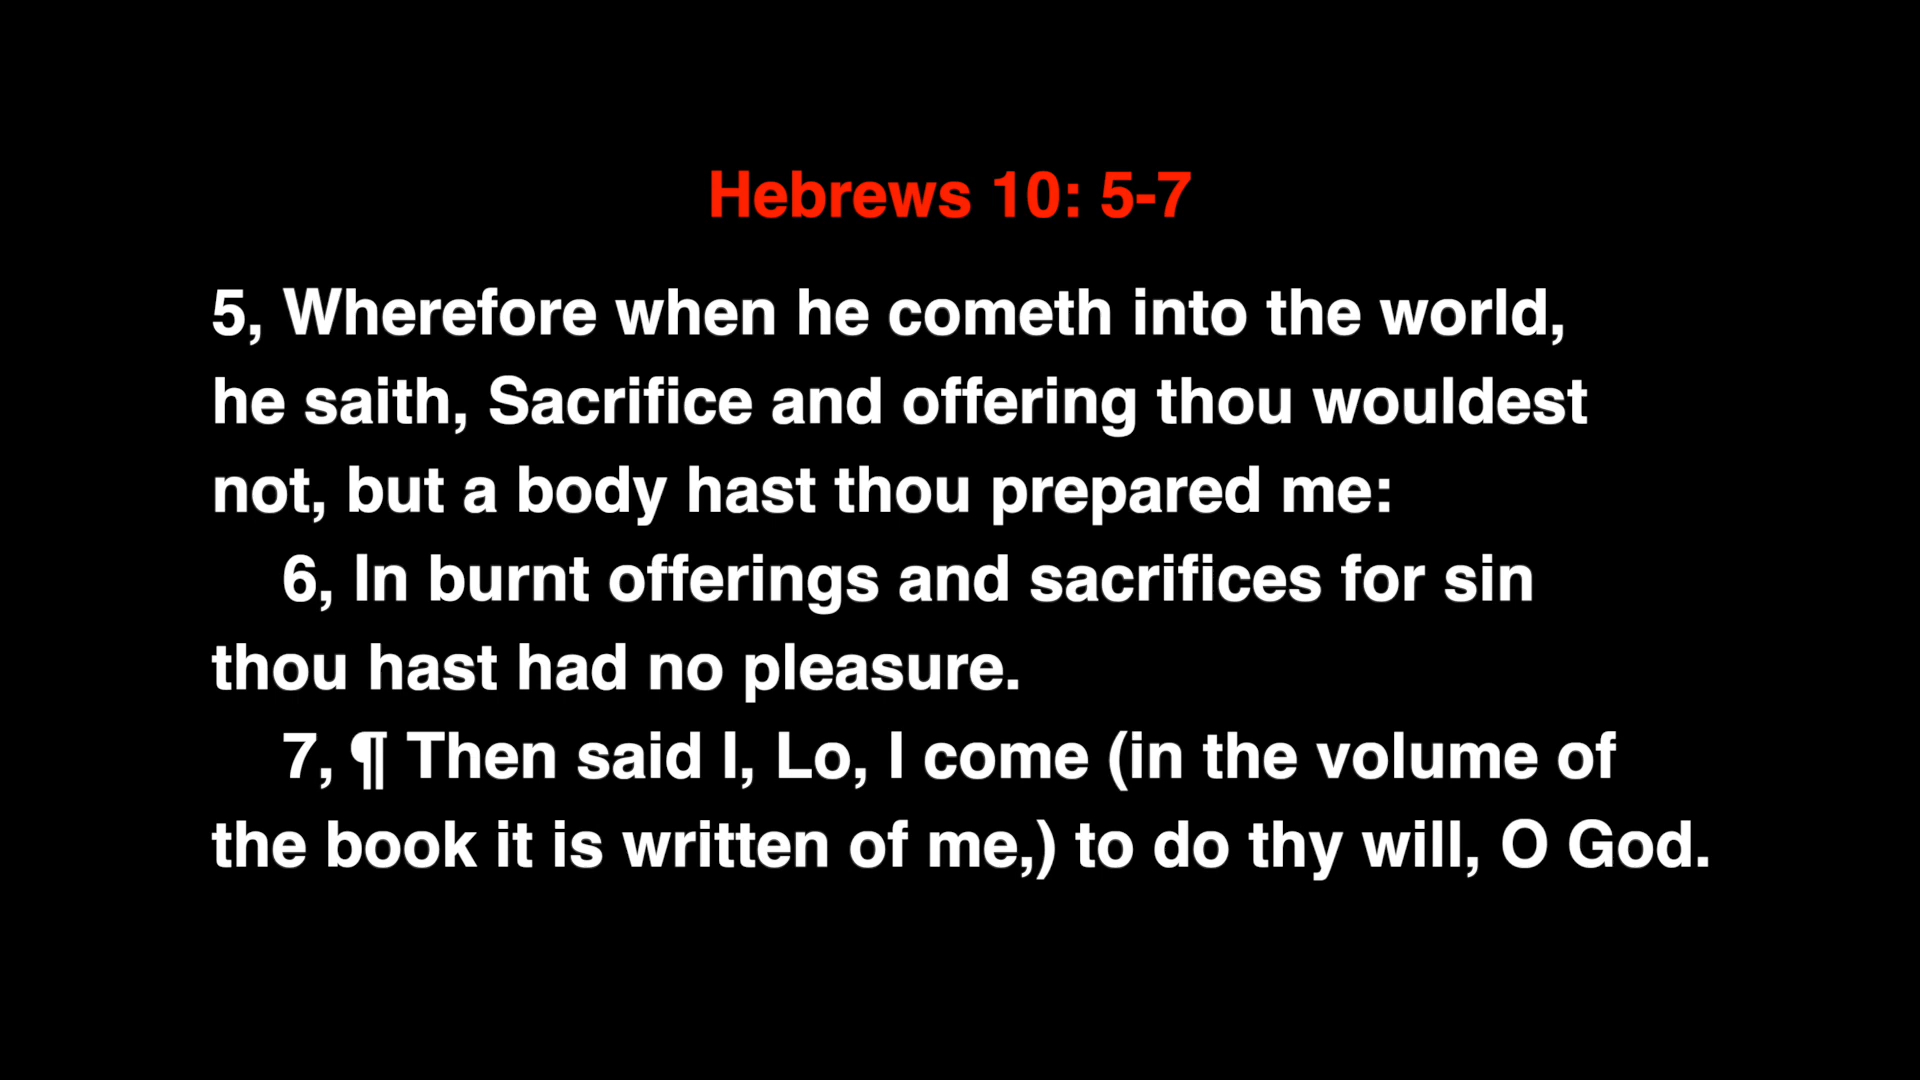 Hebrews 10: 5-7
5, Wherefore when he cometh into the world,
he saith, Sacrifice and offering thou wouldest
not, but a body hast thou prepared me:
6, In burnt offerings and sacrifices for sin
thou hast had no pleasure.
7, ¶ Then said I, Lo, I come (in the volume of
the book it is written of me,) to do thy will, O God.